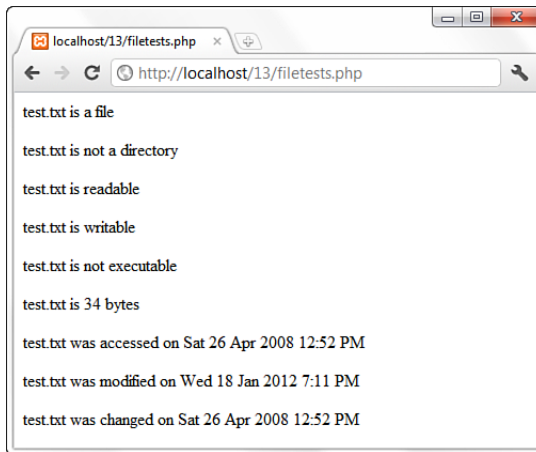 localhost/13/filetests.php
http://localhost/13/filetests.php
test.txt is a file
test.txt is not a directory
test.txt is readable
test.txt is writable
test.txt is not executable
test.txt is 34 bytes
test.txt was accessed on Sat 26 Apr 2008 12:52 PM
test.txt was modified on Wed 18 Jan 2012 7:11 PM
test.txt was changed on Sat 26 Apr 2008 12:52 PM